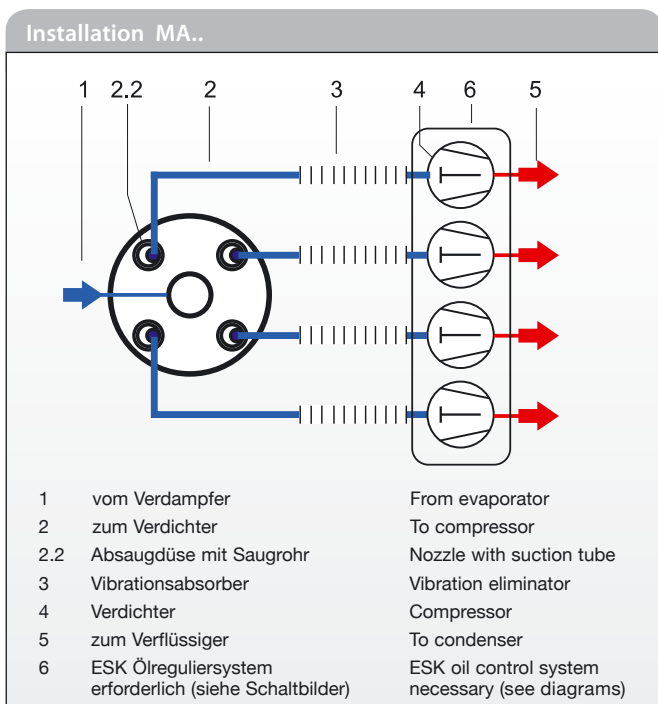 Installation MA..
1 2.2 2 3 4 6 5
1 vom Verdampfer From evaporator
2 zum Verdichter To compressor
2.2 Absaugdüse mit Saugrohr Nozzle with suction tube
3 Vibrationsabsorber Vibration eliminator
4 Verdichter Compressor
5 zum Verflüssiger To condenser
6 ESK Ölreguliersystem ESK oil control system
erforderlich (siehe Schaltbilder) necessary (see diagrams)